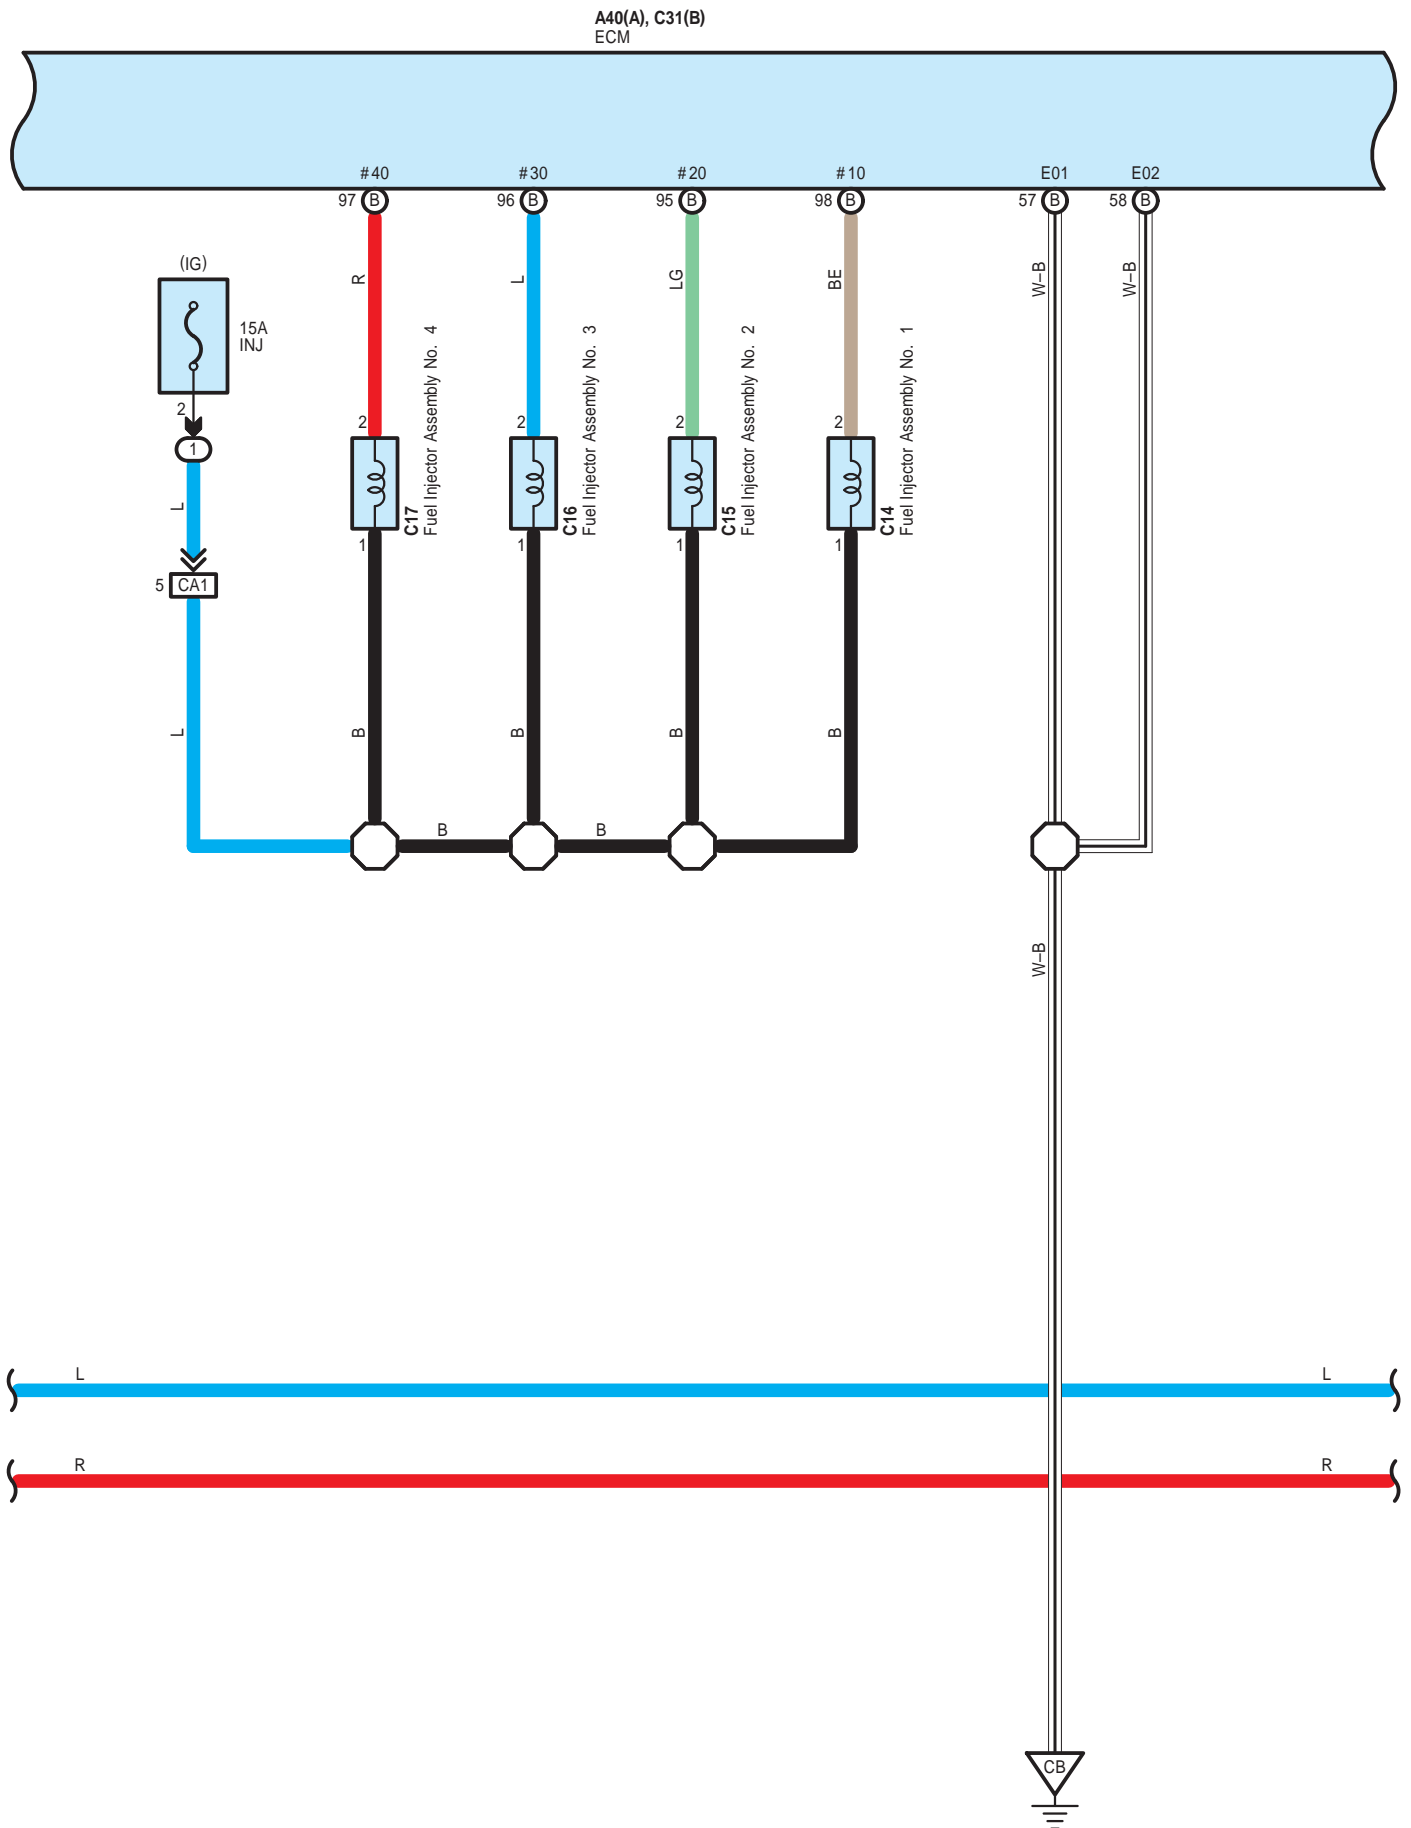 A40(A), C31(B)
ECM
#40 #30 #20 #10 E01 E02
97 B 96 B 95 B 98 B 57 B 58 B
(IG)
15A
INJ
R L LG BE W–B W–B
2
1
2 2 2 2
C17
Fuel Injector Assembly No. 4
C16
Fuel Injector Assembly No. 3
C15
Fuel Injector Assembly No. 2
C14
Fuel Injector Assembly No. 1
L
1 1 1 1
5 CA1
L B B B B
B B
W–B
L L
R R
CB